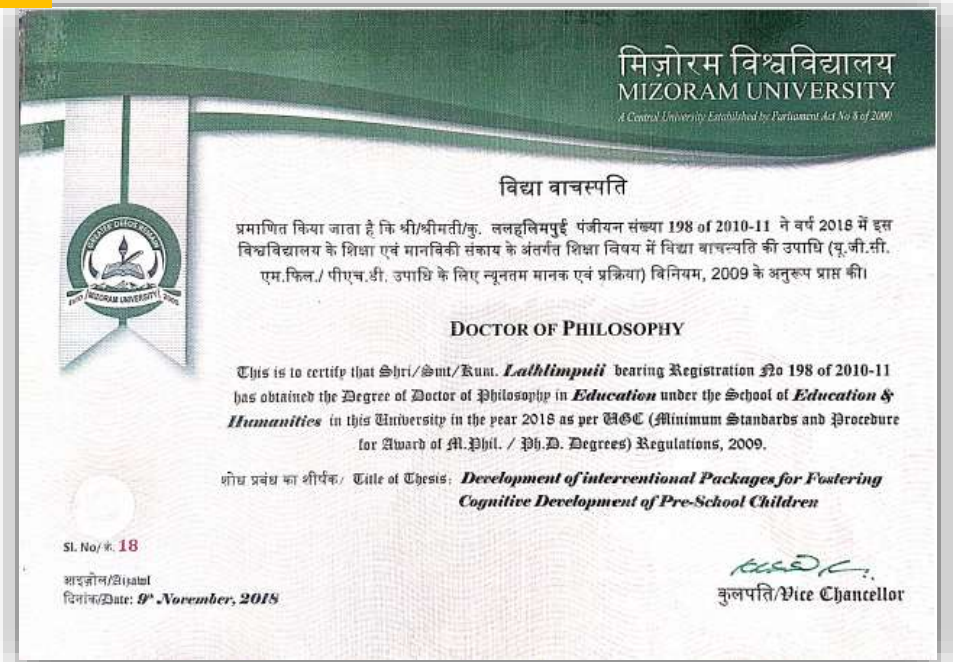 मिज़ोरम विश्वविद्यालय
MIZORAM UNIVERSITY
A Central University Established by Parliament Act No 8 of 2000
विद्या वाचस्पति
प्रमाणित किया जाता है कि श्री/श्रीमती/कु. ललहलिमपुई पंजीयन संख्या 198 of 2010-11 ने वर्ष 2018 में इस
विश्वविद्यालय के शिक्षा एवं मानविकी संकाय के अंतर्गत शिक्षा विषय में विद्या वाचस्पति की उपाधि (यू.जी.सी.
एम.फिल./ पीएच.डी. उपाधि के लिए न्यूनतम मानक एवं प्रक्रिया) विनियम, 2009 के अनुरूप प्राप्त की।
MIZORAM UNIVERSITY
DOCTOR OF PHILOSOPHY
This is to certify that Shri/Smt/Kum. Lalhlimpuii bearing Registration No 198 of 2010-11
has obtained the Degree of Doctor of Philosophy in Education under the School of Education &
Humanities in this University in the year 2018 as per UGC (Minimum Standards and Procedure
for Award of M.Phil. / Ph.D. Degrees) Regulations, 2009.
शोध प्रबंध का शीर्षक/ Title of Thesis: Development of interventional Packages for Fostering
Cognitive Development of Pre-School Children
Sl. No/क्रं. 18
आइज़ोल/Aizawl
दिनांक/Date: 9th November, 2018
कुलपति/Vice Chancellor